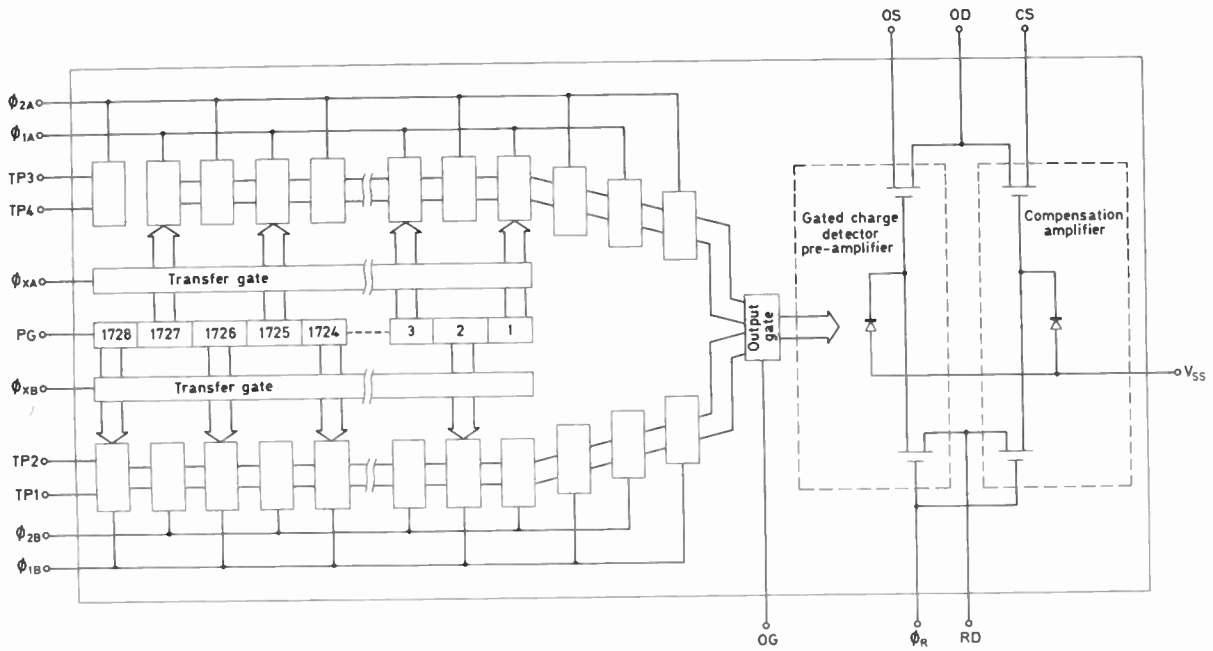 OS OD CS
ϕ2A
ϕ1A
TP3
TP4
Gated charge
detector
pre-amplifier
Compensation
amplifier
ϕXA
Transfer gate
PG
1728 1727 1726 1725 1724 3 2 1
Output
gate
ϕXB
Transfer gate
VSS
TP2
TP1
ϕ2B
ϕ1B
OG
ϕR
RD